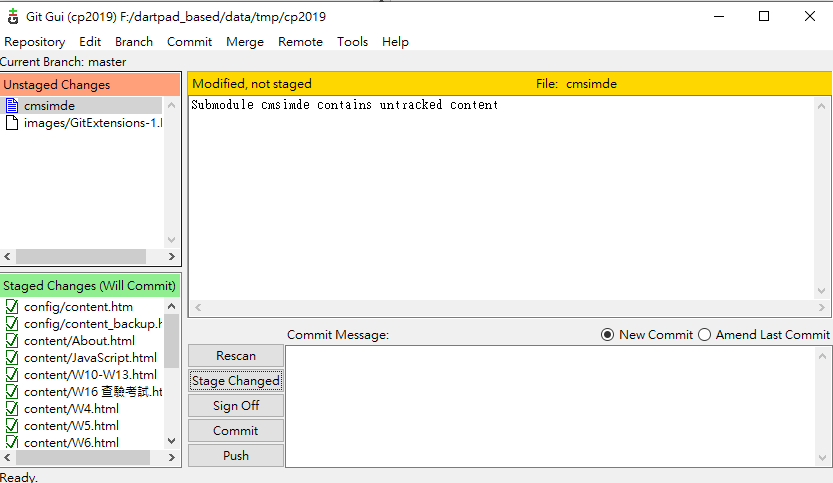 Git Gui (cp2019) F:/dartpad_based/data/tmp/cp2019
Repository Edit Branch Commit Merge Remote Tools Help
Current Branch: master
Unstaged Changes
cmsimde
images/GitExtensions-1.
Modified, not staged File: cmsimde
Submodule cmsimde contains untracked content
Staged Changes (Will Commit)
config/content.htm
config/content_backup.h
content/About.html
content/JavaScript.html
content/W10-W13.html
content/W16 查驗考試.ht
content/W4.html
content/W5.html
content/W6.html
Commit Message:
New Commit Amend Last Commit
Rescan
Stage Changed
Sign Off
Commit
Push
Ready.